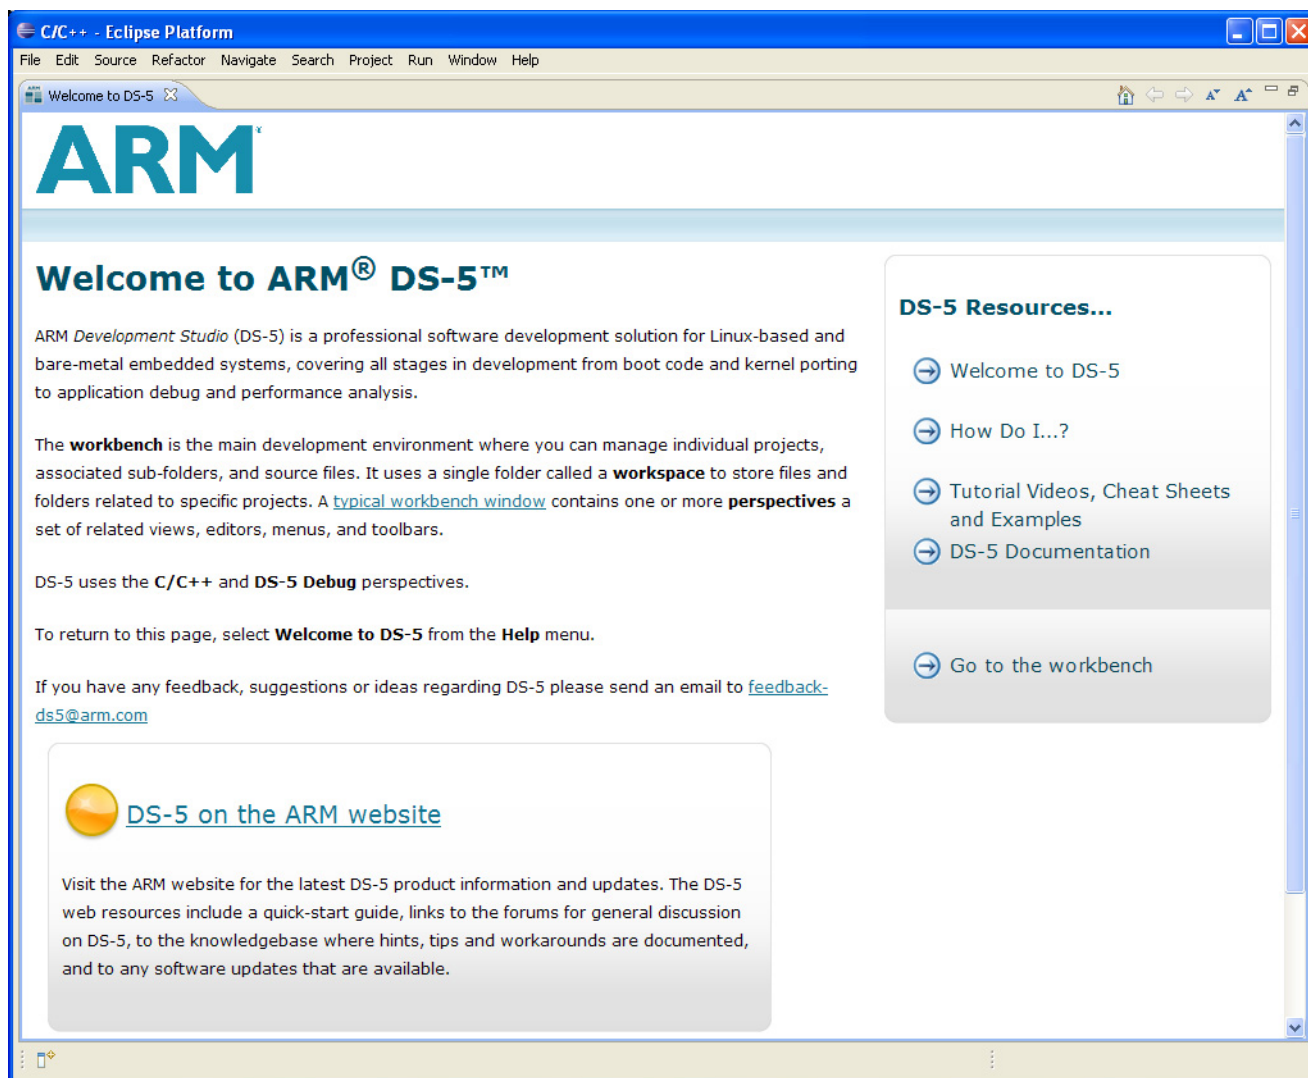 C/C++ - Eclipse Platform
File Edit Source Refactor Navigate Search Project Run Window Help
Welcome to DS-5
ARM
Welcome to ARM® DS-5™
ARM Development Studio (DS-5) is a professional software development solution for Linux-based and
bare-metal embedded systems, covering all stages in development from boot code and kernel porting
to application debug and performance analysis.
The workbench is the main development environment where you can manage individual projects,
associated sub-folders, and source files. It uses a single folder called a workspace to store files and
folders related to specific projects. A typical workbench window contains one or more perspectives a
set of related views, editors, menus, and toolbars.
DS-5 uses the C/C++ and DS-5 Debug perspectives.
To return to this page, select Welcome to DS-5 from the Help menu.
If you have any feedback, suggestions or ideas regarding DS-5 please send an email to feedback-
ds5@arm.com
DS-5 on the ARM website
Visit the ARM website for the latest DS-5 product information and updates. The DS-5
web resources include a quick-start guide, links to the forums for general discussion
on DS-5, to the knowledgebase where hints, tips and workarounds are documented,
and to any software updates that are available.
DS-5 Resources...
Welcome to DS-5
How Do I...?
Tutorial Videos, Cheat Sheets
and Examples
DS-5 Documentation
Go to the workbench